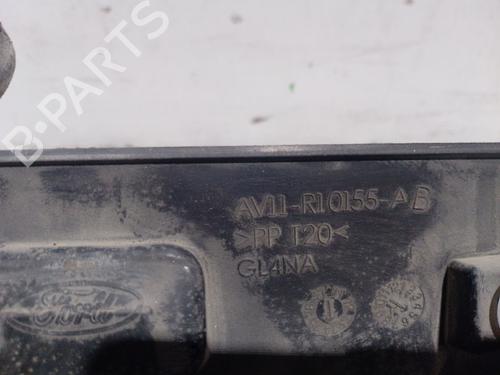 B-PARTS
AV11-R10155-AB
>PP T20<
GL4NA
Ford